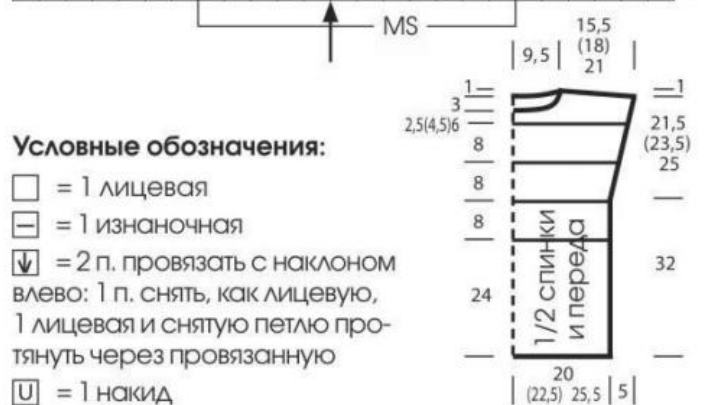 MS
15,5
(18)
21
9,5
1
1
3
2,5(4,5)6
21,5
(23,5)
25
8
8
8
32
24
1/2 спинки
и переда
20
(22,5) 25,5
5
Условные обозначения:
= 1 лицевая
– = 1 изнаночная
↓ = 2 п. провязать с наклоном
влево: 1 п. снять, как лицевую,
1 лицевая и снятую петлю про-
тянуть через провязанную
U = 1 накид